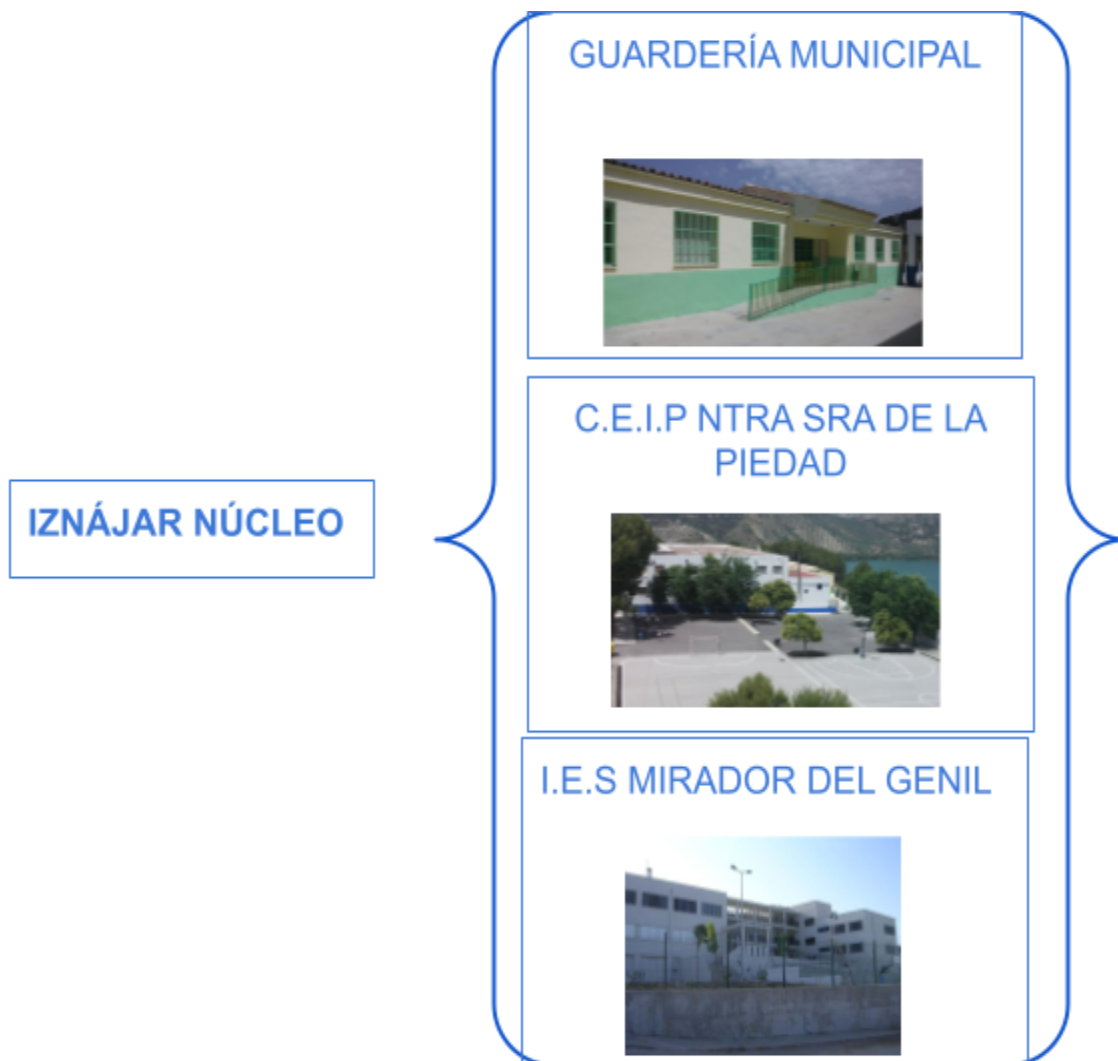 GUARDERÍA MUNICIPAL
C.E.I.P NTRA SRA DE LA
PIEDAD
IZNÁJAR NÚCLEO
I.E.S MIRADOR DEL GENIL